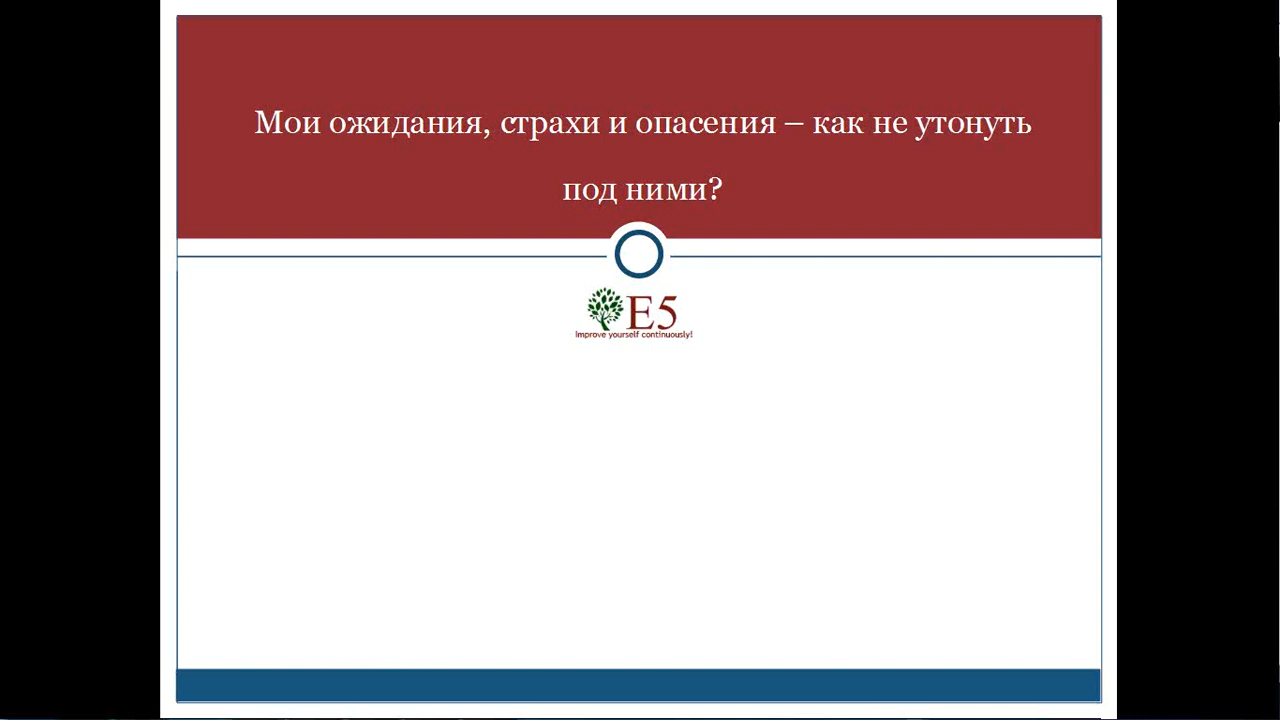 Мои ожидания, страхи и опасения – как не утонуть
под ними?
E5
Improve yourself continuously!